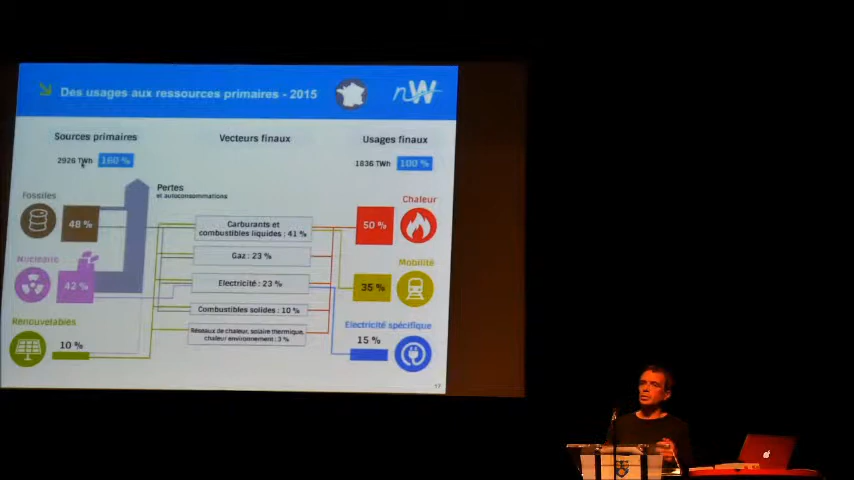 Des usages aux ressources primaires - 2015
nW
Sources primaires
Vecteurs finaux
Usages finaux
2926 TWh
160 %
1836 TWh
100 %
Pertes
et autoconsommations
Fossiles
48 %
Nucléaire
42 %
Renouvelables
10 %
Carburants et
combustibles liquides : 41 %
Gaz : 23 %
Electricité : 23 %
Combustibles solides : 10 %
Réseaux de chaleur, solaire thermique,
chaleur environnement : 3 %
Chaleur
50 %
Mobilité
35 %
Electricité spécifique
15 %
17